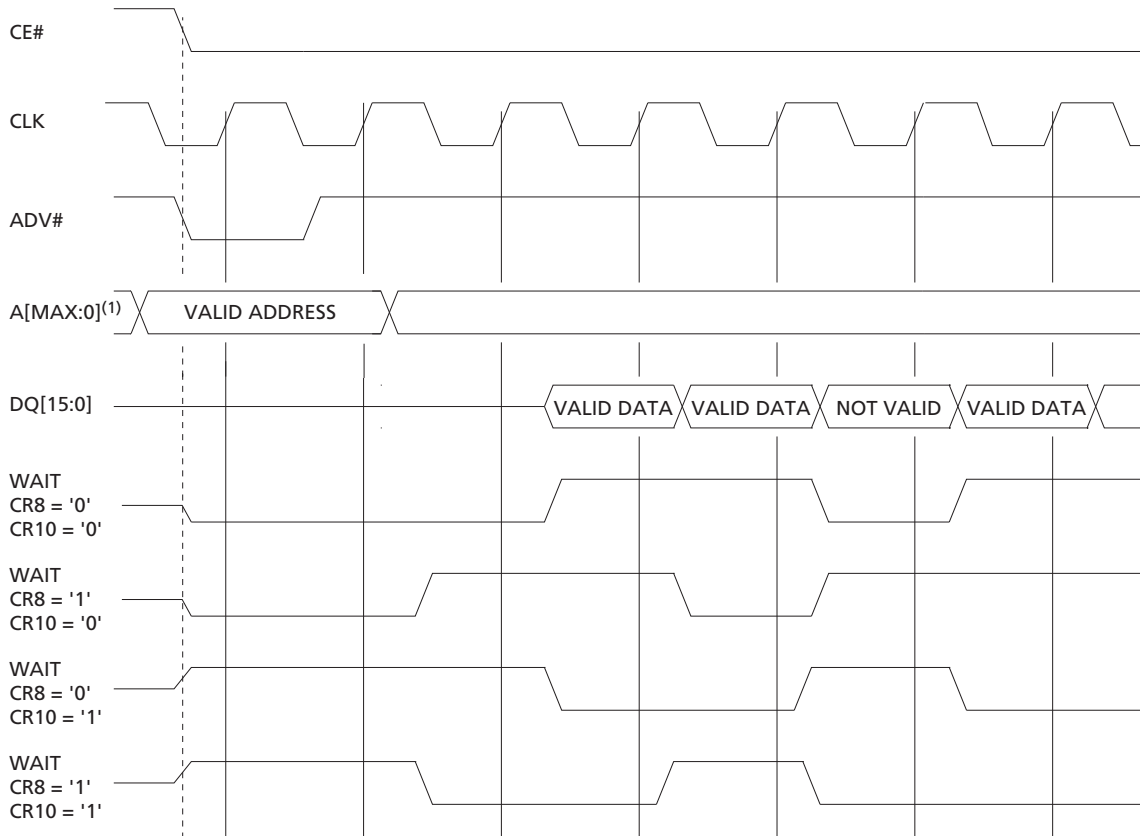 CE#
CLK
ADV#
A[MAX:0](1)
VALID ADDRESS
DQ[15:0]
VALID DATA
VALID DATA
NOT VALID
VALID DATA
WAIT
CR8 = '0'
CR10 = '0'
WAIT
CR8 = '1'
CR10 = '0'
WAIT
CR8 = '0'
CR10 = '1'
WAIT
CR8 = '1'
CR10 = '1'